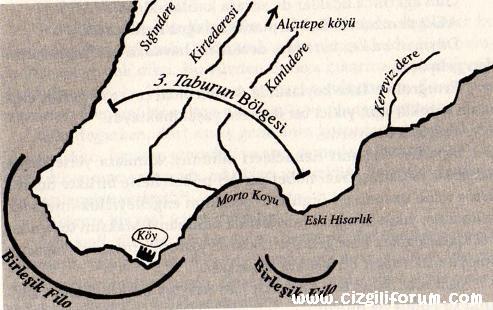 Sığındere
Kirtederesi
Alçıtepe köyü
Kanlıdere
Kereviz dere
3. Taburun Bölgesi
Morto Koyu
Eski Hisarlık
Köy
Birleşik Filo
Birleşik Filo
www.cizgiliforum.com